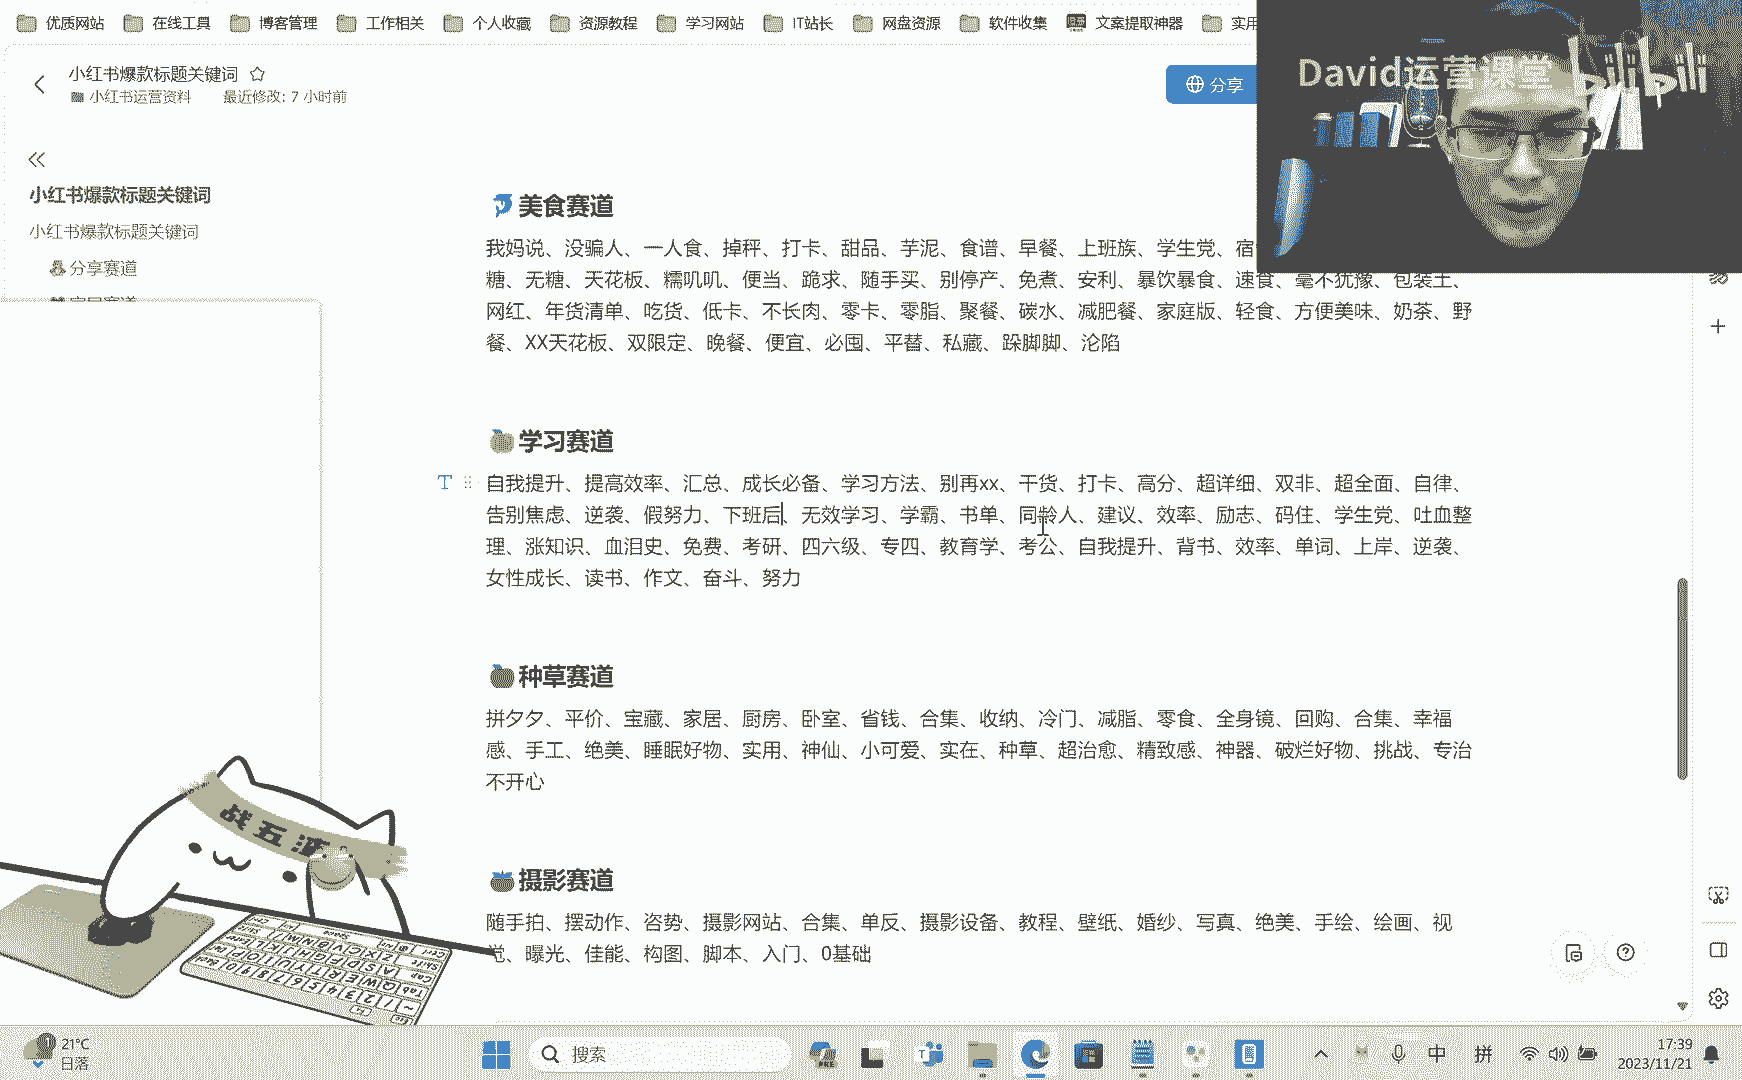 优质网站 在线工具 博客管理 工作相关 个人收藏 资源教程 学习网站 IT站长 网盘资源 软件收集 文案提取神器 实用
小红书爆款标题关键词
小红书运营资料 最近修改: 7 小时前
分享
David运营课堂 bilibili
小红书爆款标题关键词
小红书爆款标题关键词
分享赛道
美食赛道
我妈说、没骗人、一人食、掉秤、打卡、甜品、芋泥、食谱、早餐、上班族、学生党、宿
糖、无糖、天花板、糯叽叽、便当、跪求、随手买、别停产、免煮、安利、暴饮暴食、速食、毫不犹豫、包装土、
网红、年货清单、吃货、低卡、不长肉、零卡、零脂、聚餐、碳水、减肥餐、家庭版、轻食、方便美味、奶茶、野
餐、XX天花板、双限定、晚餐、便宜、必囤、平替、私藏、跺脚脚、沦陷
学习赛道
自我提升、提高效率、汇总、成长必备、学习方法、别再xx、干货、打卡、高分、超详细、双非、超全面、自律、
告别焦虑、逆袭、假努力、下班后、无效学习、学霸、书单、同龄人、建议、效率、励志、码住、学生党、吐血整
理、涨知识、血泪史、免费、考研、四六级、专四、教育学、考公、自我提升、背书、效率、单词、上岸、逆袭、
女性成长、读书、作文、奋斗、努力
种草赛道
拼夕夕、平价、宝藏、家居、厨房、卧室、省钱、合集、收纳、冷门、减脂、零食、全身镜、回购、合集、幸福
感、手工、绝美、睡眠好物、实用、神仙、小可爱、实在、种草、超治愈、精致感、神器、破烂好物、挑战、专治
不开心
摄影赛道
随手拍、摆动作、咨势、摄影网站、合集、单反、摄影设备、教程、壁纸、婚纱、写真、绝美、手绘、绘画、视
觉、曝光、佳能、构图、脚本、入门、0基础
战五渣
21°C
日落
搜索
中 拼
17:39
2023/11/21